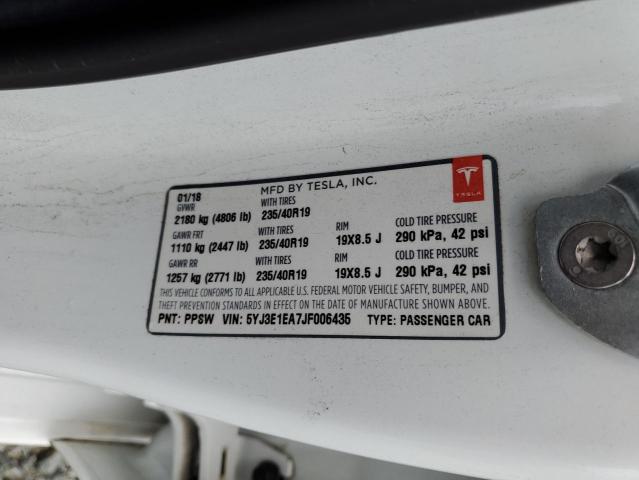 MFD BY TESLA, INC.
TESLA
01/18
GVWR WITH TIRES
2180 kg (4806 lb) 235/40R19
GAWR FRT WITH TIRES RIM COLD TIRE PRESSURE
1110 kg (2447 lb) 235/40R19 19X8.5 J 290 kPa, 42 psi
GAWR RR WITH TIRES RIM COLD TIRE PRESSURE
1257 kg (2771 lb) 235/40R19 19X8.5 J 290 kPa, 42 psi
THIS VEHICLE CONFORMS TO ALL APPLICABLE U.S. FEDERAL MOTOR VEHICLE SAFETY, BUMPER, AND
THEFT PREVENTION STANDARDS IN EFFECT ON THE DATE OF MANUFACTURE SHOWN ABOVE.
PNT: PPSW VIN: 5YJ3E1EA7JF006435 TYPE: PASSENGER CAR